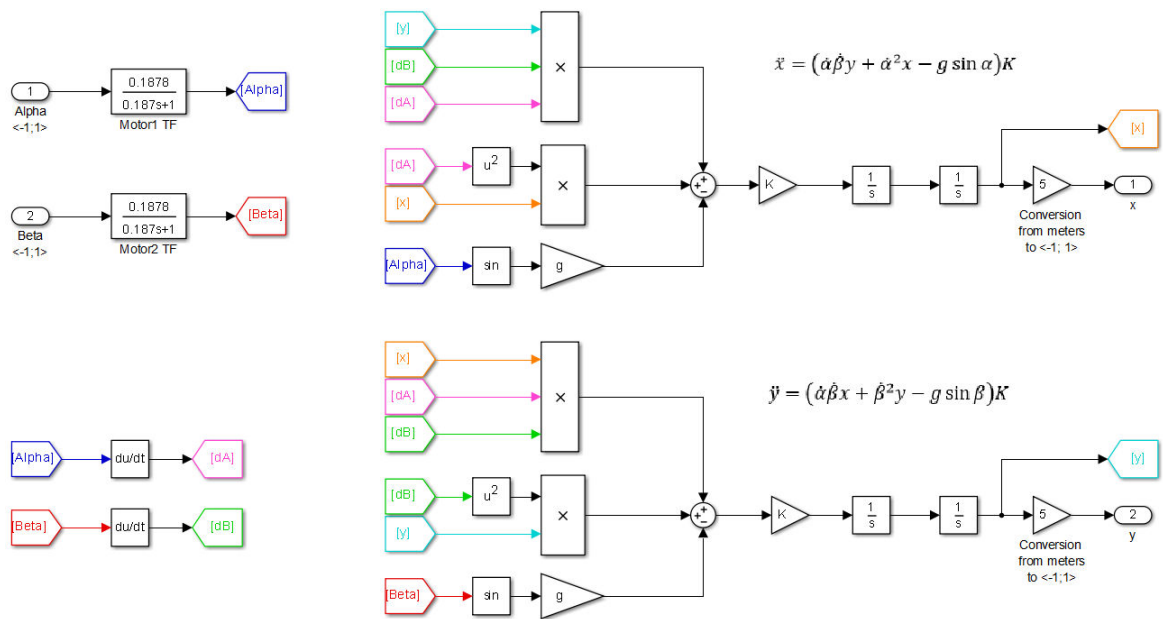 1
Alpha
<-1;1>
0.1878
0.187s+1
Motor1 TF
[Alpha]
2
Beta
<-1;1>
0.1878
0.187s+1
Motor2 TF
[Beta]
[Alpha]
du/dt
[dA]
[Beta]
du/dt
[dB]
[y]
[dB]
[dA]
×
[dA]
u²
[x]
×
[Alpha]
sin
g
+
+
−
K
1
s
1
s
ẍ = (α̇β̇y + α̇²x − g sin α)K
[x]
5
Conversion
from meters
to <-1; 1>
1
x
[x]
[dA]
[dB]
×
[dB]
u²
[y]
×
[Beta]
sin
g
+
+
−
K
1
s
1
s
ÿ = (α̇β̇x + β̇²y − g sin β)K
[y]
5
Conversion
from meters
to <-1;1>
2
y